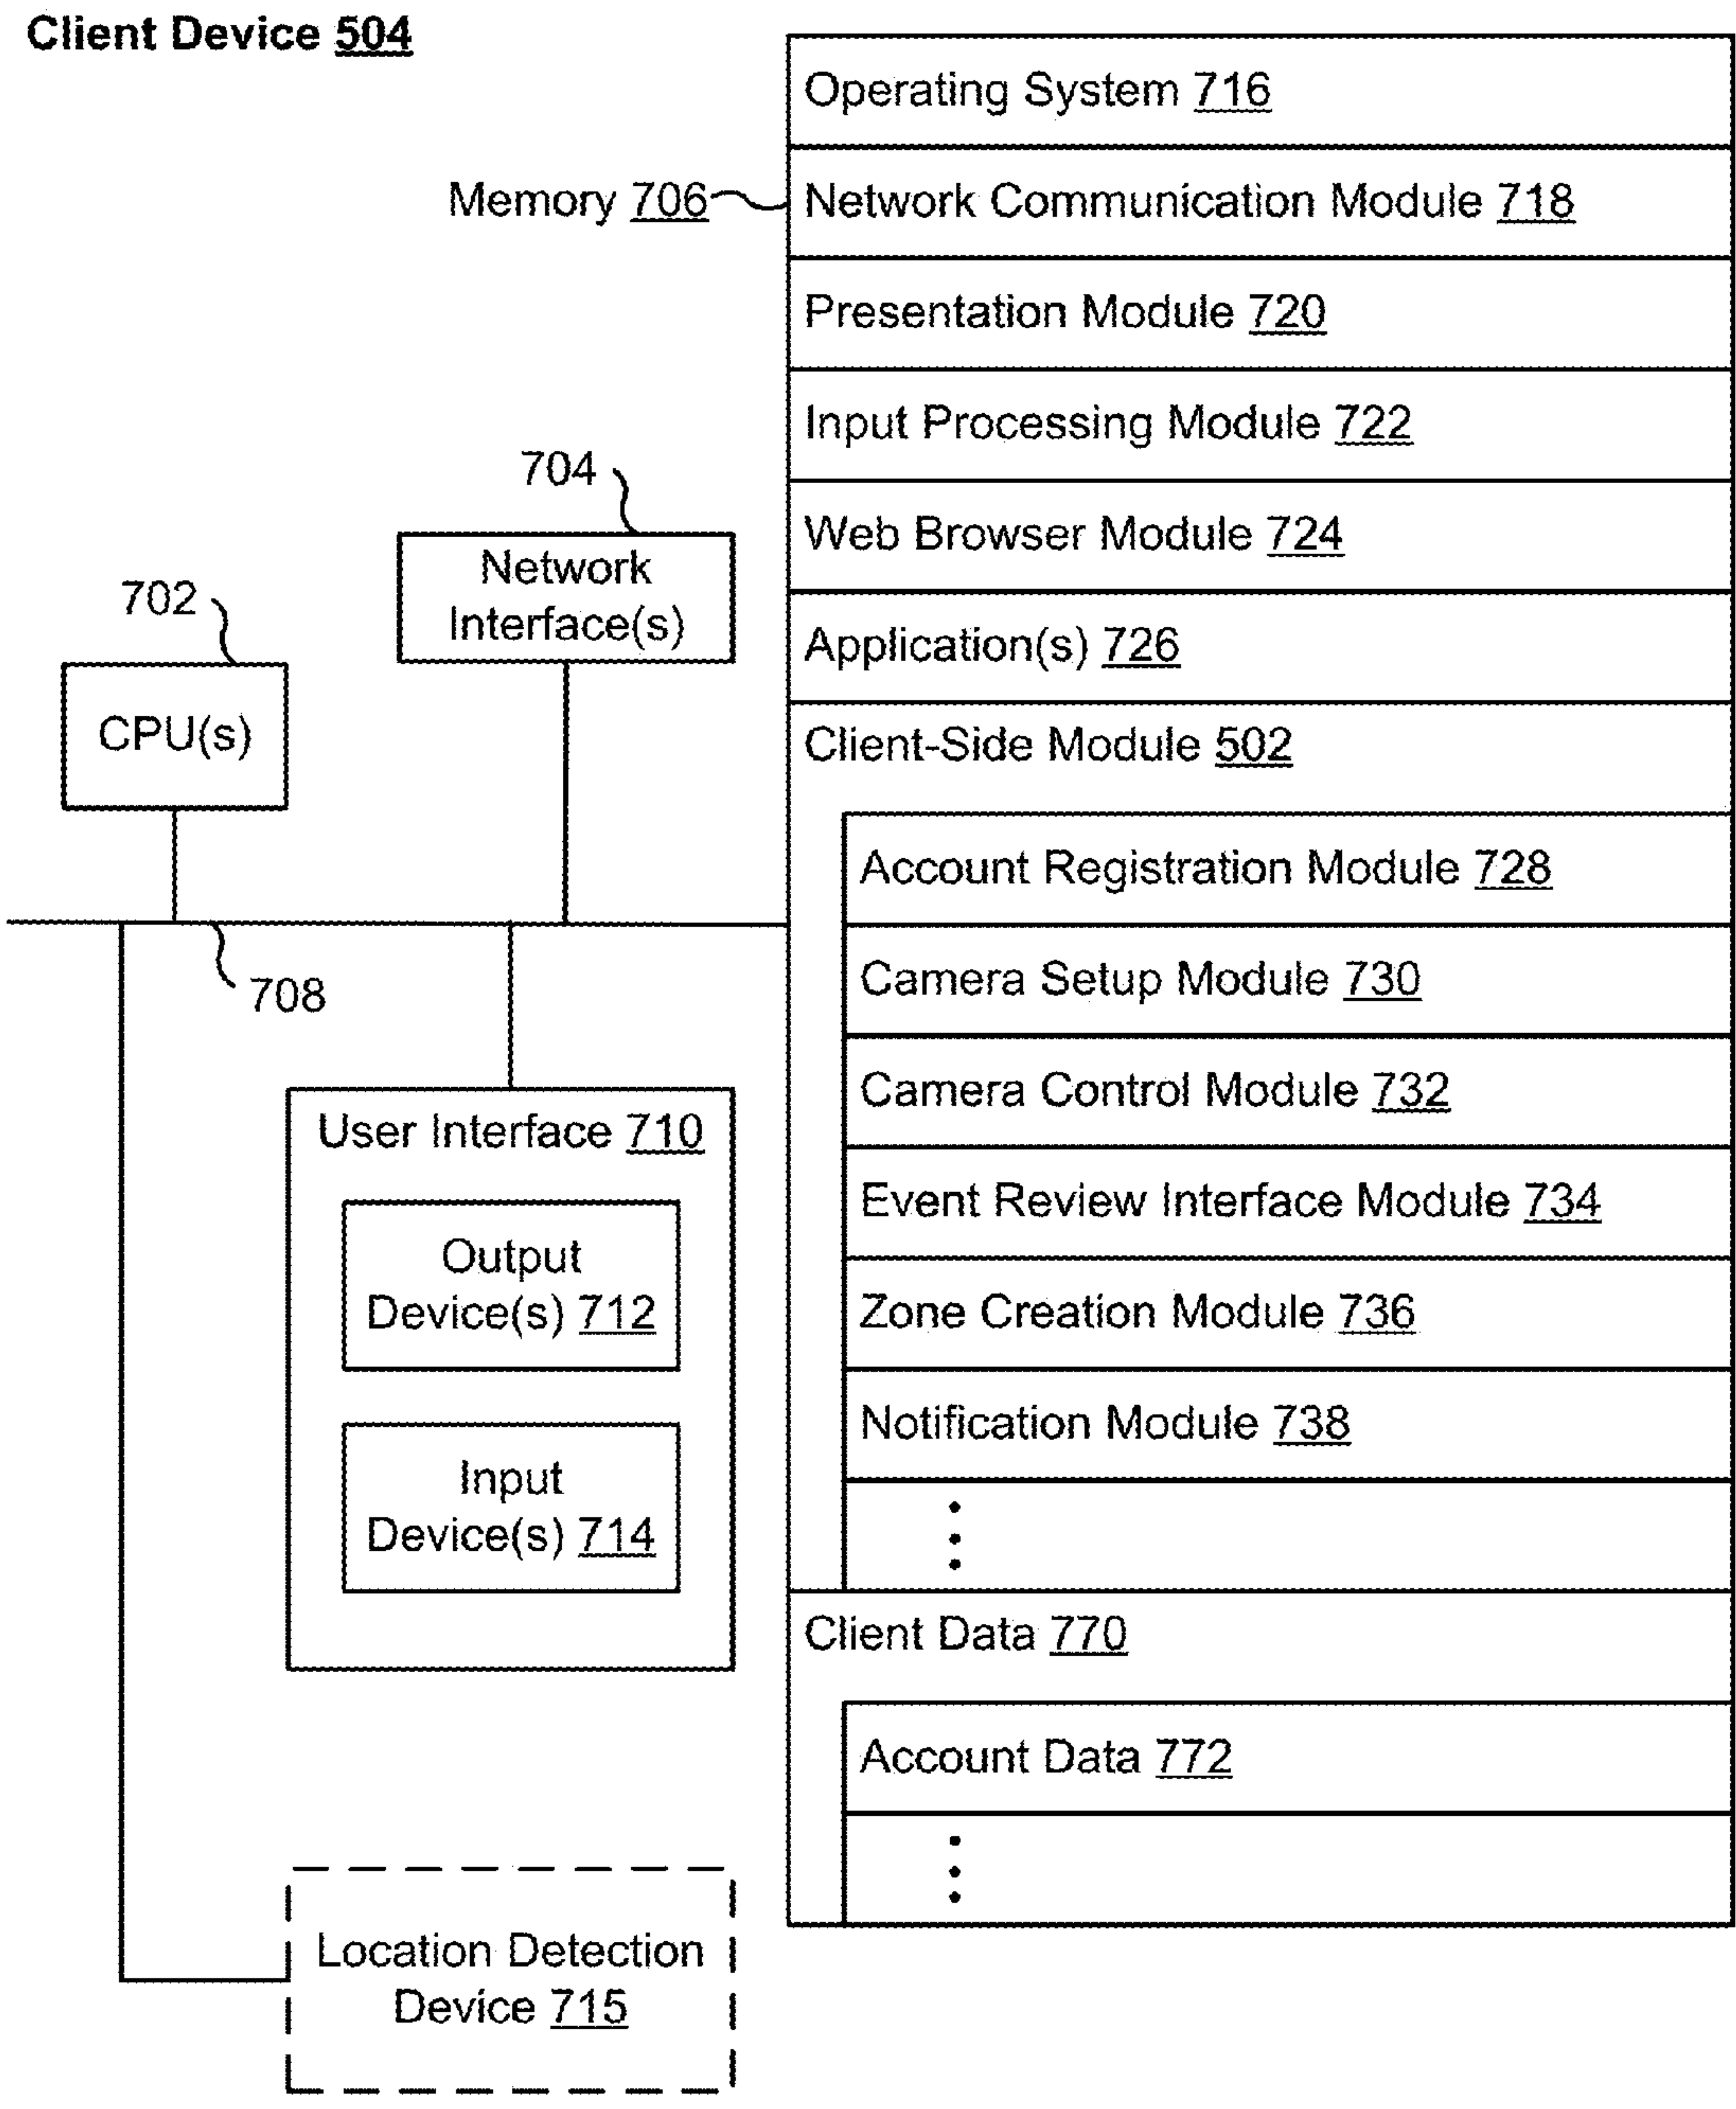 Client Device 504
Operating System 716
Memory 706
Network Communication Module 718
Presentation Module 720
Input Processing Module 722
704
Network
Interface(s)
Web Browser Module 724
702
CPU(s)
Application(s) 726
Client-Side Module 502
Account Registration Module 728
708
Camera Setup Module 730
Camera Control Module 732
User Interface 710
Output
Device(s) 712
Input
Device(s) 714
Event Review Interface Module 734
Zone Creation Module 736
Notification Module 738
Client Data 770
Account Data 772
Location Detection
Device 715